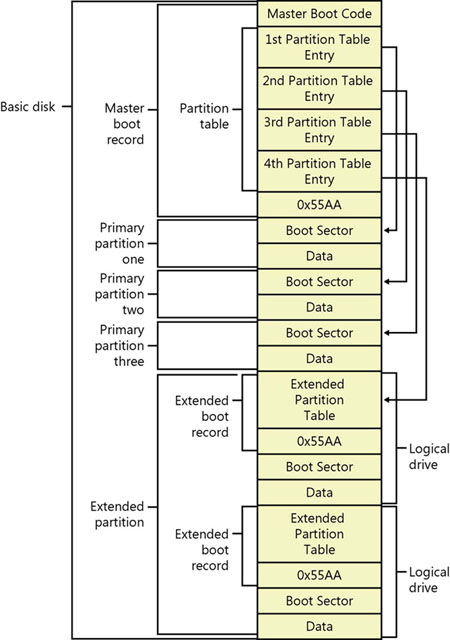 Master Boot Code
1st Partition Table
Entry
2nd Partition Table
Entry
Basic disk
Master
boot
record
Partition
table
3rd Partition Table
Entry
4th Partition Table
Entry
0x55AA
Primary
partition
one
Boot Sector
Data
Primary
partition
two
Boot Sector
Data
Primary
partition
three
Boot Sector
Data
Extended
partition
Extended
boot
record
Extended
Partition
Table
0x55AA
Boot Sector
Data
Logical
drive
Extended
boot
record
Extended
Partition
Table
0x55AA
Boot Sector
Data
Logical
drive